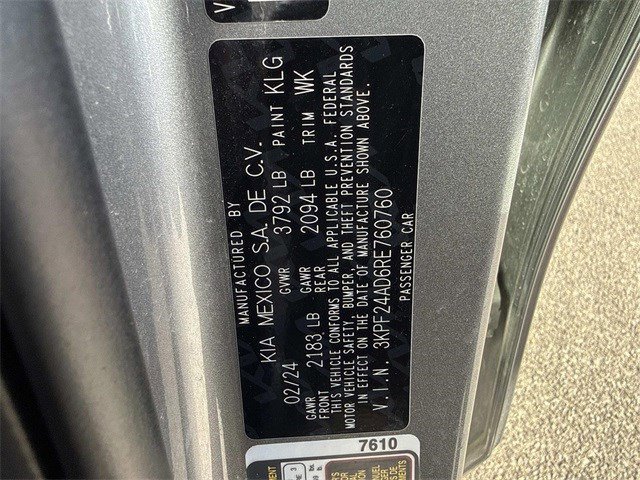 MANUFACTURED BY
KIA MEXICO S.A. DE C.V.
02/24 GVWR 3792 LB PAINT KLG
GAWR FRONT 2183 LB GAWR REAR 2094 LB TRIM WK
THIS VEHICLE CONFORMS TO ALL APPLICABLE U.S.A. FEDERAL
MOTOR VEHICLE SAFETY, BUMPER, AND THEFT PREVENTION STANDARDS
IN EFFECT ON THE DATE OF MANUFACTURE SHOWN ABOVE.
V.I.N. 3KPF24AD6RE760760
PASSENGER CAR
7610